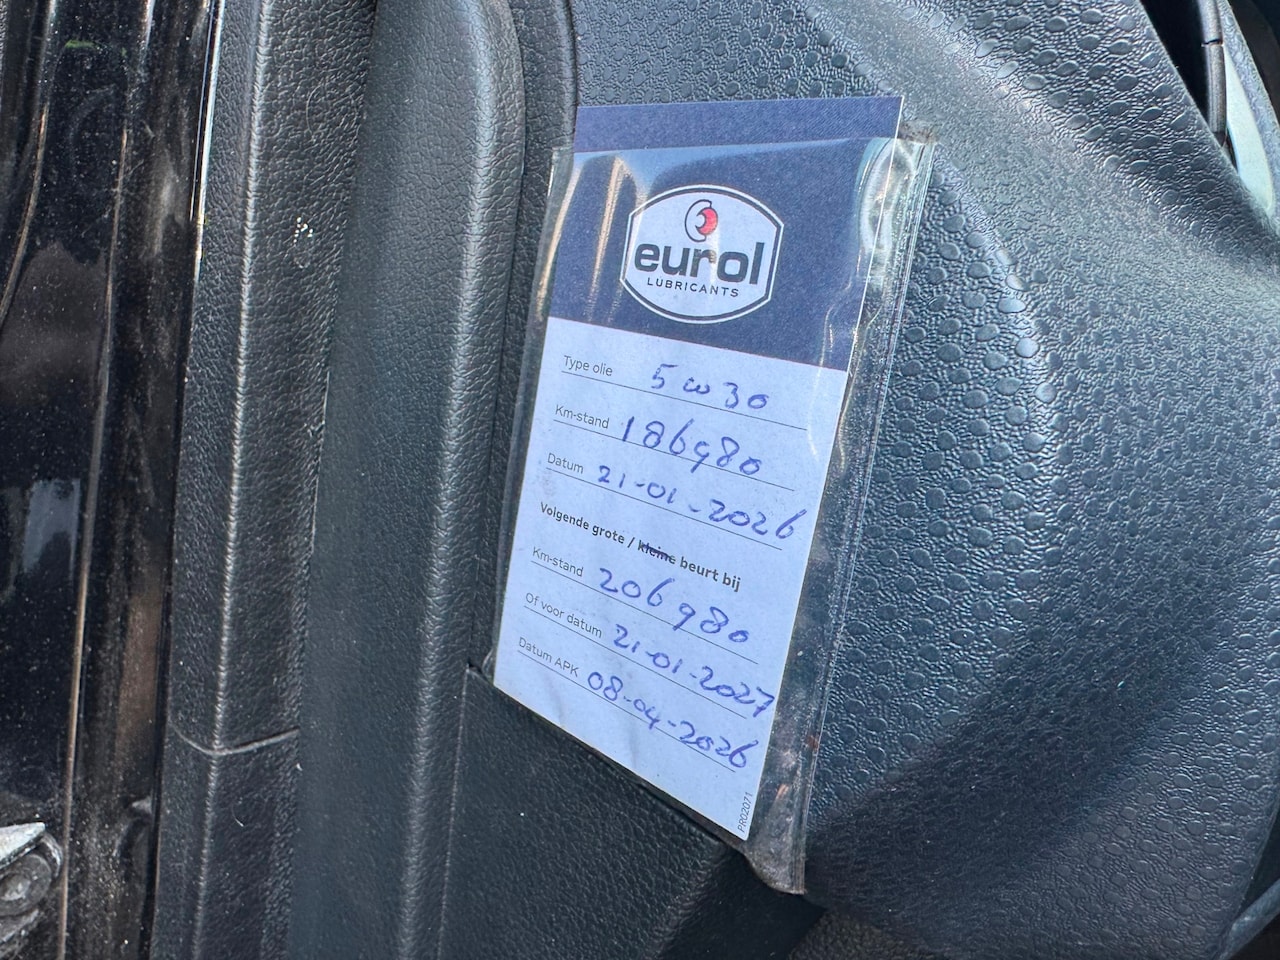 eurol
LUBRICANTS
Type olie 5w30
Km-stand 186980
Datum 21-01-2026
Volgende grote / kleine beurt bij
Km-stand 206980
Of voor datum 21-01-2027
Datum APK 08-04-2026
PR02071